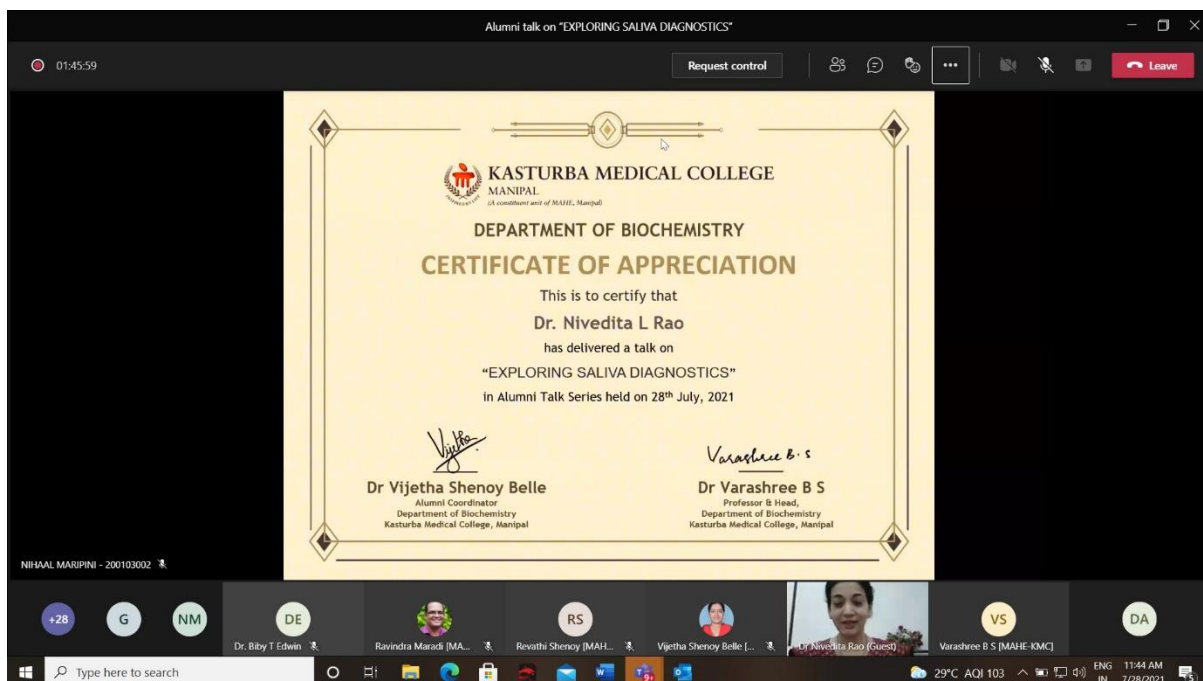 Alumni talk on "EXPLORING SALIVA DIAGNOSTICS"
01:45:59
Request control
Leave
KASTURBA MEDICAL COLLEGE
MANIPAL
(A constituent unit of MAHE, Manipal)
DEPARTMENT OF BIOCHEMISTRY
CERTIFICATE OF APPRECIATION
This is to certify that
Dr. Nivedita L Rao
has delivered a talk on
"EXPLORING SALIVA DIAGNOSTICS"
in Alumni Talk Series held on 28th July, 2021
Vijetha
Varashree B.S
Dr Vijetha Shenoy Belle
Alumni Coordinator
Department of Biochemistry
Kasturba Medical College, Manipal
Dr Varashree B S
Professor & Head,
Department of Biochemistry
Kasturba Medical College, Manipal
NIHAAL MARIPINI - 200103002
+28
G
NM
DE
RS
VS
DA
Dr. Biby T Edwin
Ravindra Maradi [MA...
Revathi Shenoy [MAH...
Vijetha Shenoy Belle [...
Dr Nivedita Rao (Guest)
Varashree B S [MAHE-KMC]
Type here to search
29°C AQI 103
ENG
IN
11:44 AM
7/28/2021